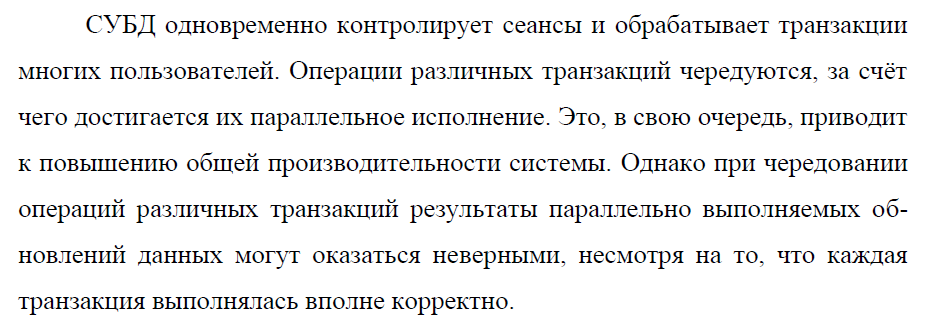 СУБД одновременно контролирует сеансы и обрабатывает транзакции
многих пользователей. Операции различных транзакций чередуются, за счёт
чего достигается их параллельное исполнение. Это, в свою очередь, приводит
к повышению общей производительности системы. Однако при чередовании
операций различных транзакций результаты параллельно выполняемых об-
новлений данных могут оказаться неверными, несмотря на то, что каждая
транзакция выполнялась вполне корректно.